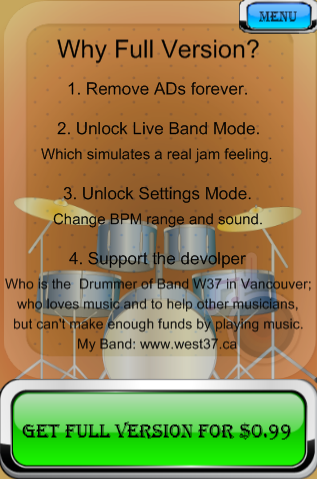 MENU
Why Full Version?
1. Remove ADs forever.
2. Unlock Live Band Mode.
Which simulates a real jam feeling.
3. Unlock Settings Mode.
Change BPM range and sound.
4. Support the devolper
Who is the Drummer of Band W37 in Vancouver;
who loves music and to help other musicians,
but can't make enough funds by playing music.
My Band: www.west37.ca
GET FULL VERSION FOR $0.99